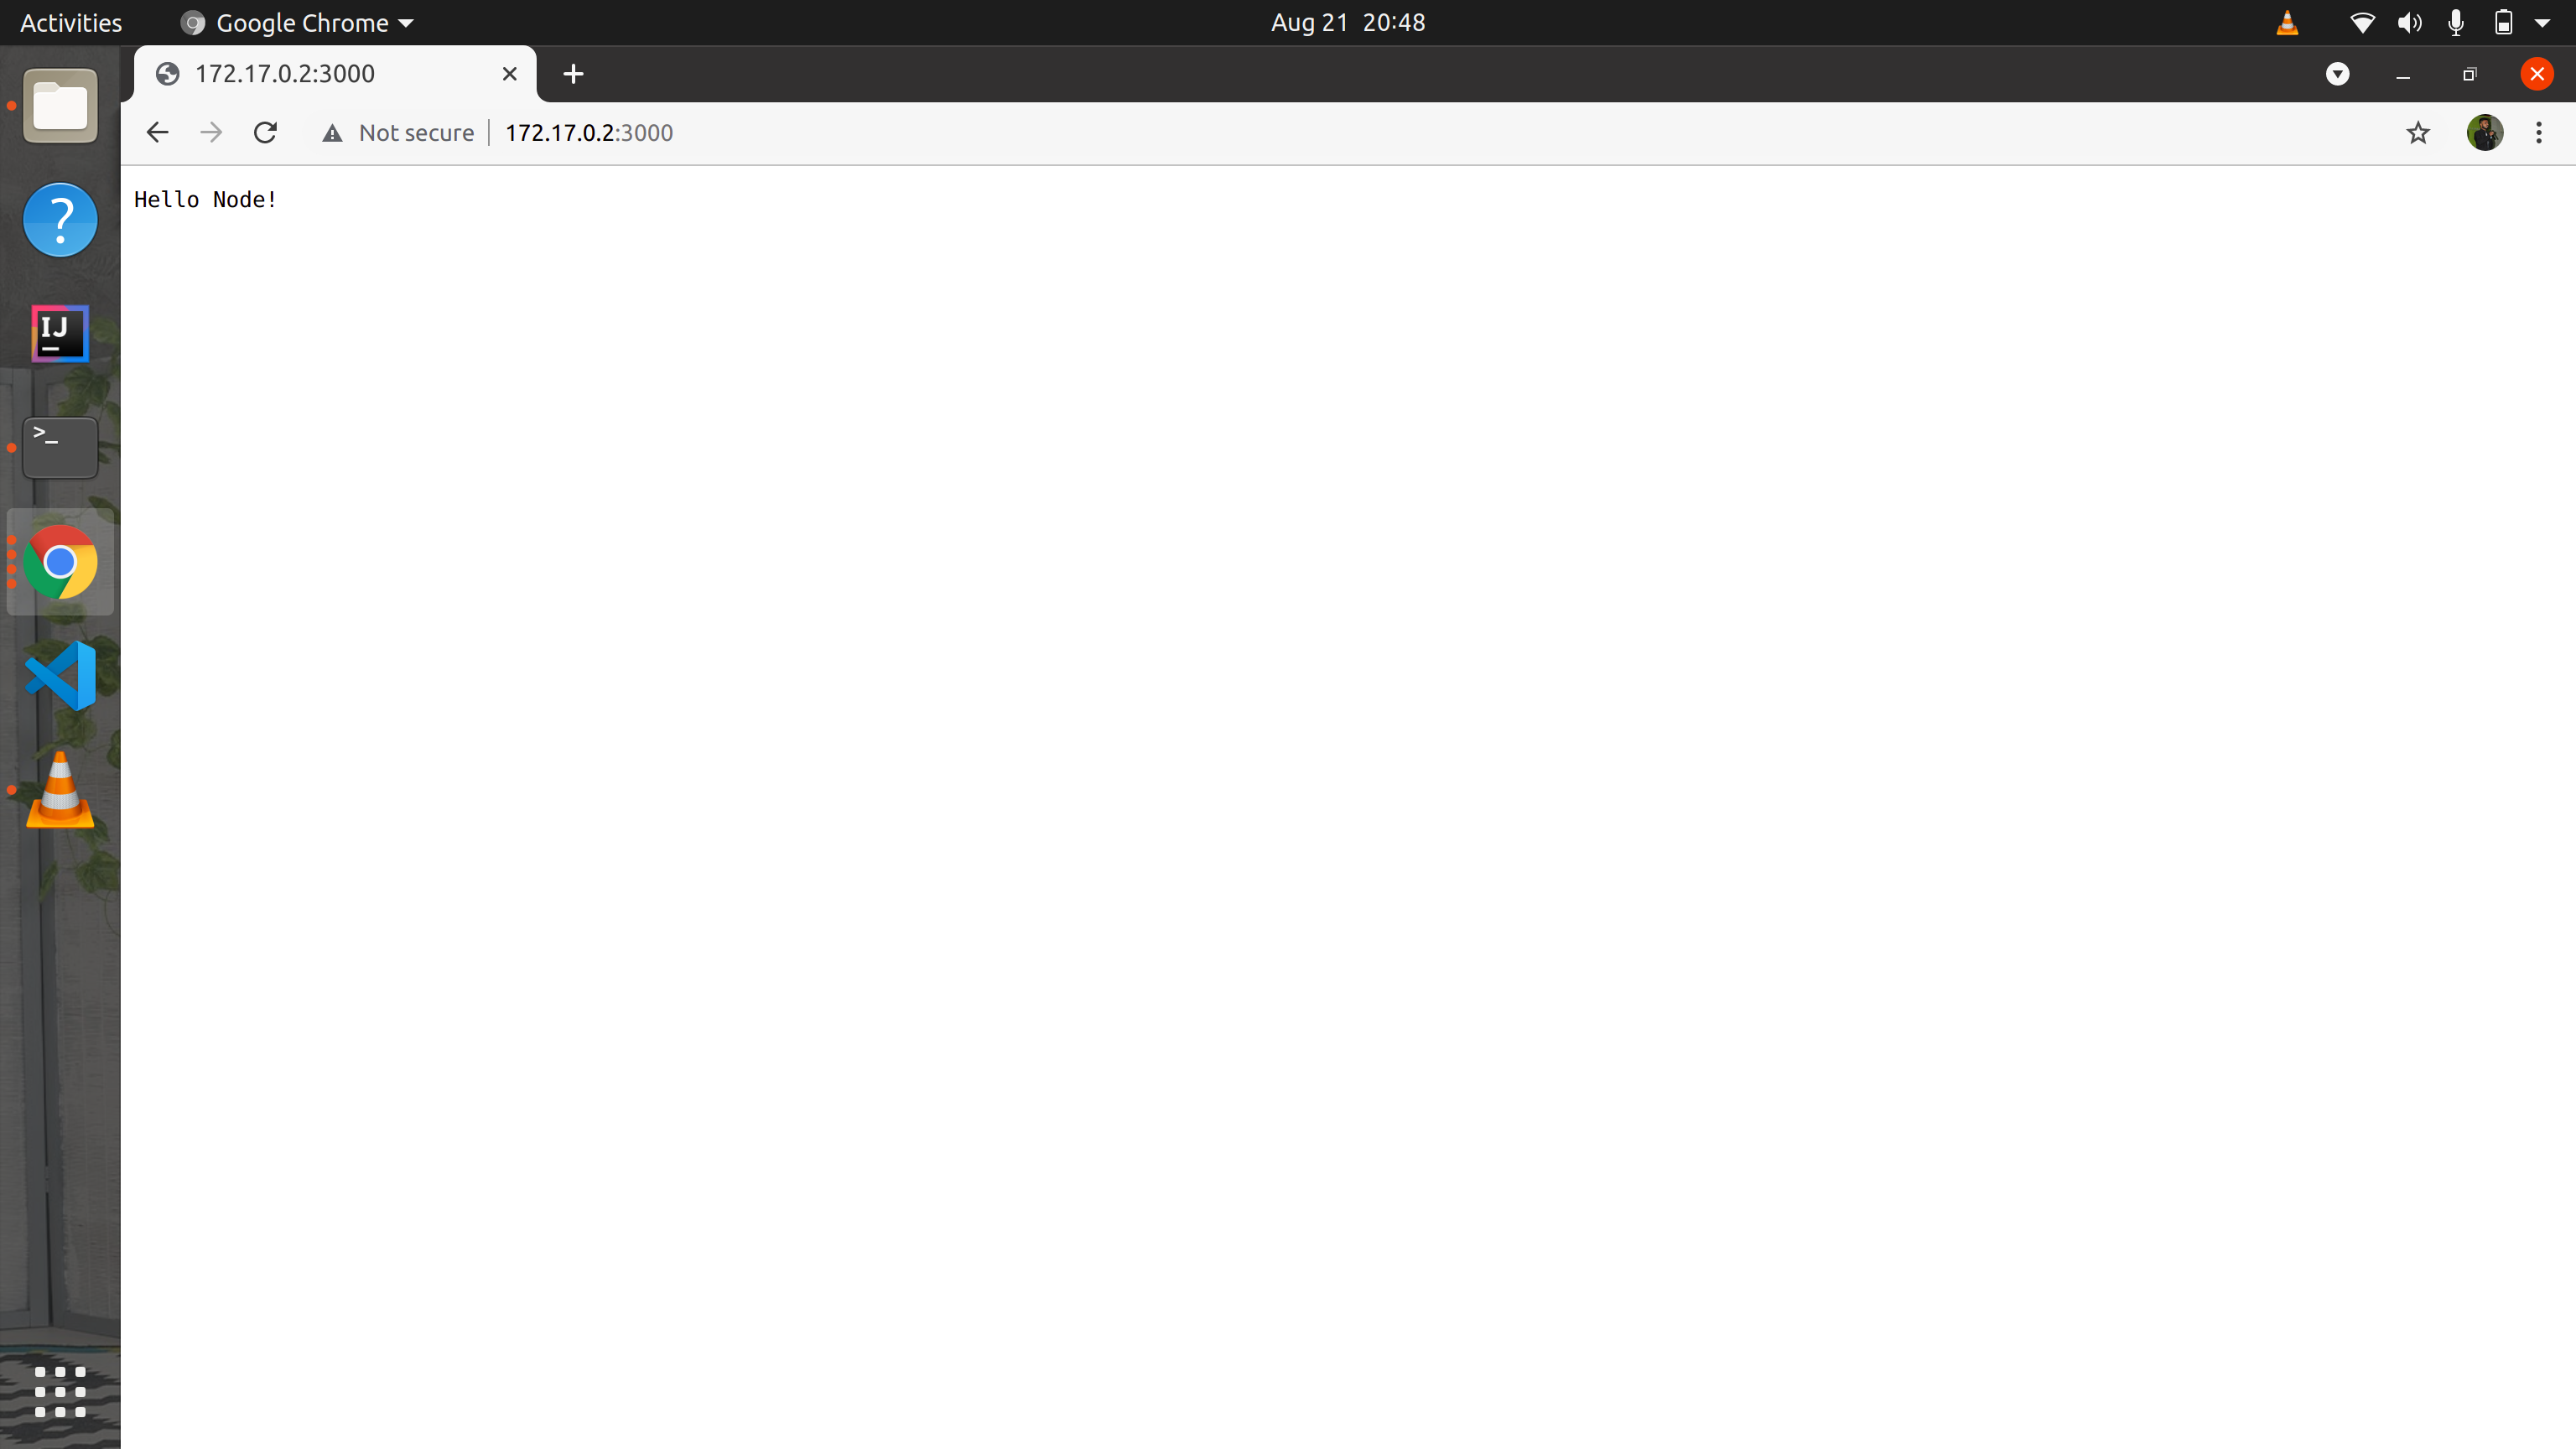 Activities
Google Chrome
Aug 21 20:48
172.17.0.2:3000
Not secure
172.17.0.2:3000
Hello Node!
?
IJ
>_